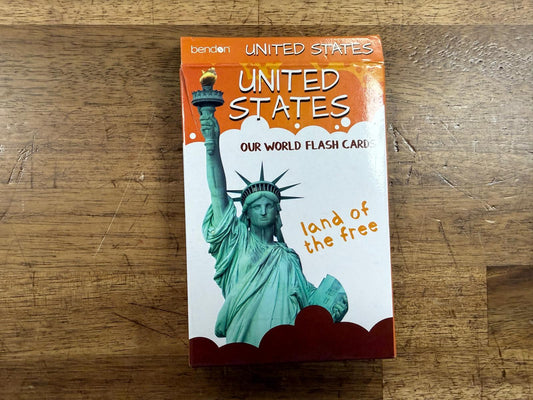 bendon UNITED STATES
UNITED
STATES
OUR WORLD FLASH CARDS
land of
the free